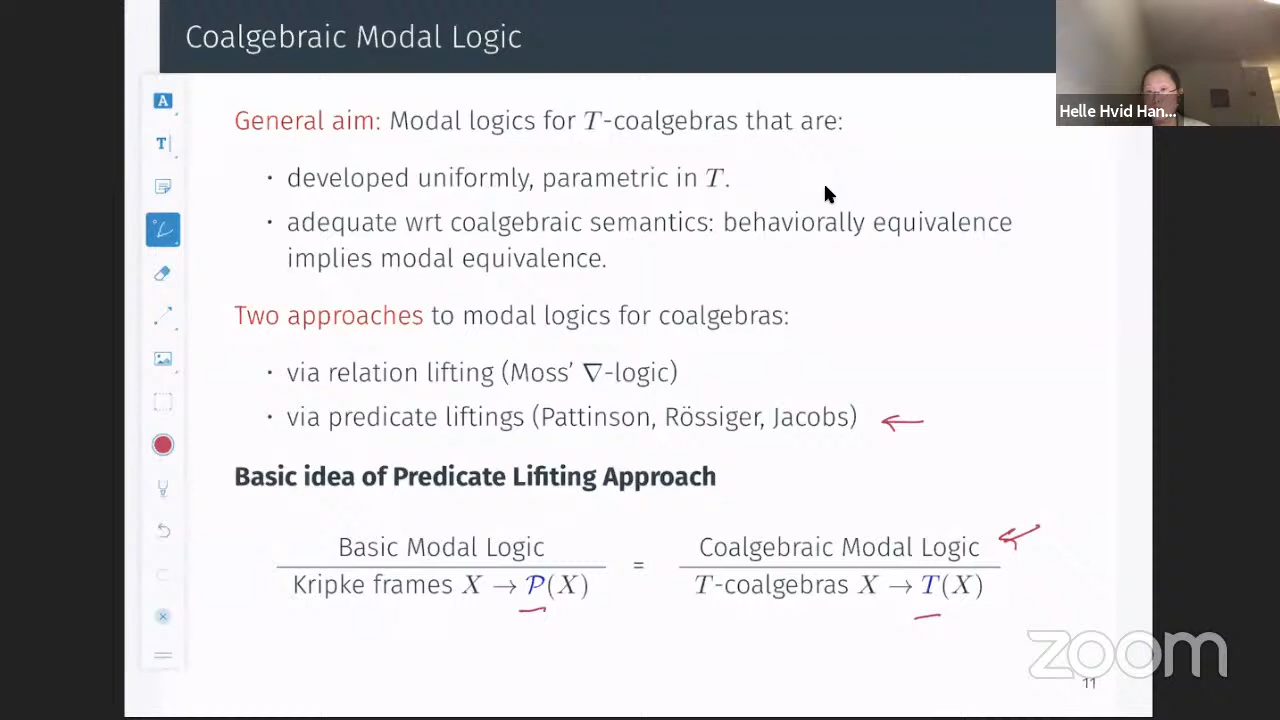 Coalgebraic Modal Logic
Helle Hvid Han...
General aim: Modal logics for T-coalgebras that are:
· developed uniformly, parametric in T.
· adequate wrt coalgebraic semantics: behaviorally equivalence
implies modal equivalence.
Two approaches to modal logics for coalgebras:
· via relation lifting (Moss’ ∇-logic)
· via predicate liftings (Pattinson, Rössiger, Jacobs)
Basic idea of Predicate Lifiting Approach
Basic Modal Logic
Kripke frames X → 𝒫(X)
=
Coalgebraic Modal Logic
T-coalgebras X → T(X)
zoom
11
A
T